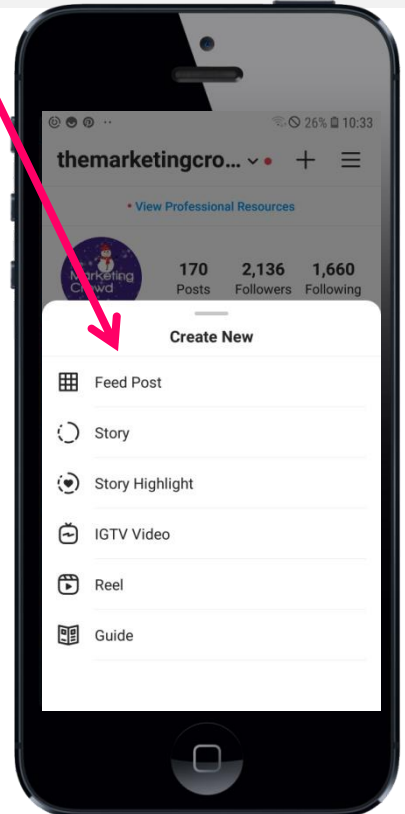 26% 10:33
themarketingcro...
• View Professional Resources
Marketing
Crowd
170 2,136 1,660
Posts Followers Following
Create New
Feed Post
Story
Story Highlight
IGTV Video
Reel
Guide